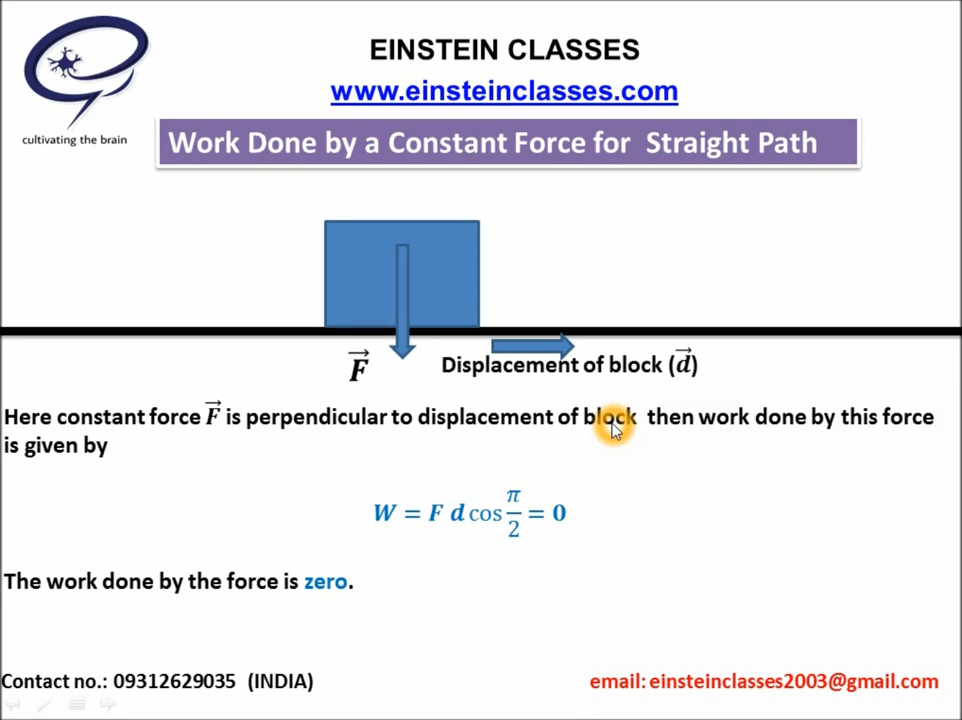 EINSTEIN CLASSES
www.einsteinclasses.com
cultivating the brain
Work Done by a Constant Force for Straight Path
F⃗
Displacement of block (d⃗)
Here constant force F⃗ is perpendicular to displacement of block then work done by this force
is given by
W = F d cos π/2 = 0
The work done by the force is zero.
Contact no.: 09312629035 (INDIA)
email: einsteinclasses2003@gmail.com